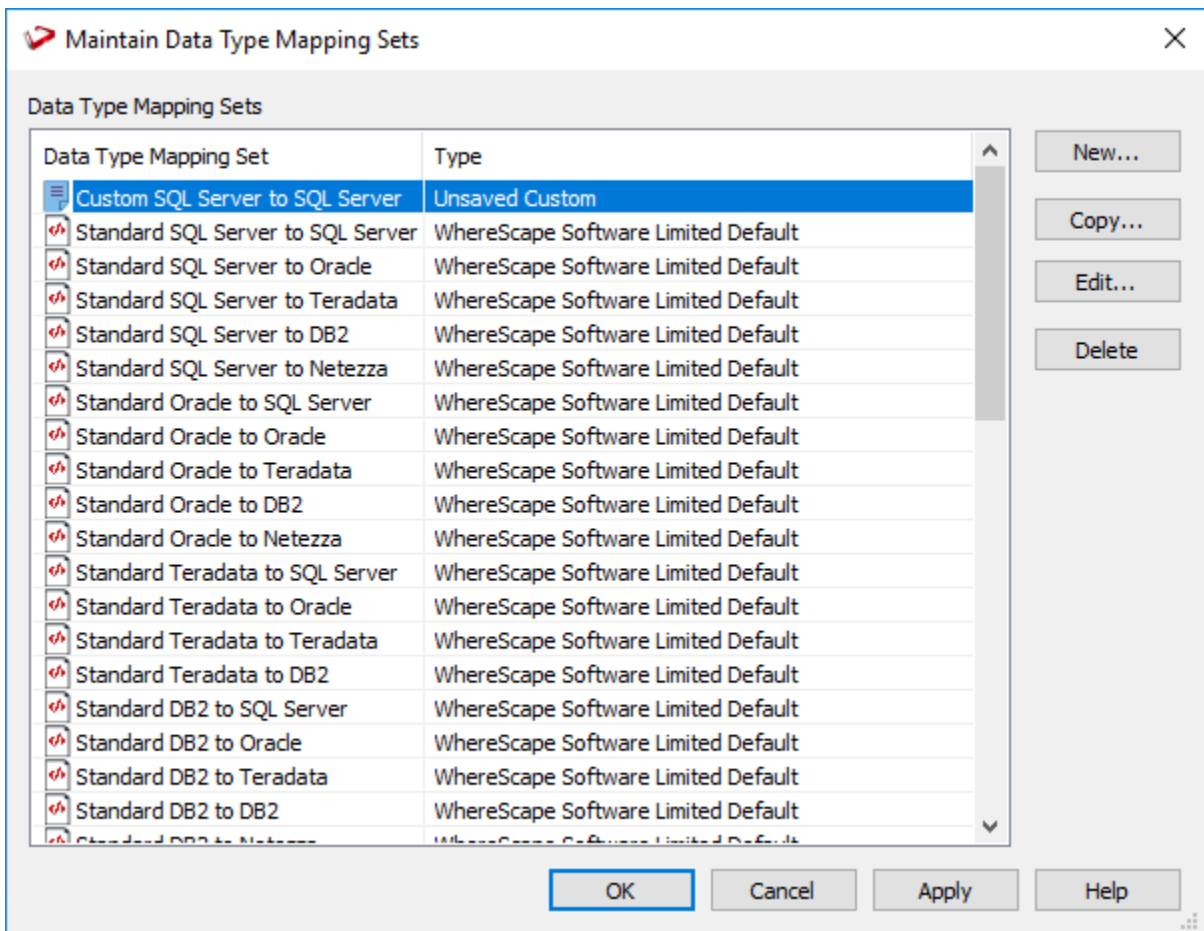 Maintain Data Type Mapping Sets
Data Type Mapping Sets
Data Type Mapping Set Type
Custom SQL Server to SQL Server Unsaved Custom
Standard SQL Server to SQL Server WhereScape Software Limited Default
Standard SQL Server to Oracle WhereScape Software Limited Default
Standard SQL Server to Teradata WhereScape Software Limited Default
Standard SQL Server to DB2 WhereScape Software Limited Default
Standard SQL Server to Netezza WhereScape Software Limited Default
Standard Oracle to SQL Server WhereScape Software Limited Default
Standard Oracle to Oracle WhereScape Software Limited Default
Standard Oracle to Teradata WhereScape Software Limited Default
Standard Oracle to DB2 WhereScape Software Limited Default
Standard Oracle to Netezza WhereScape Software Limited Default
Standard Teradata to SQL Server WhereScape Software Limited Default
Standard Teradata to Oracle WhereScape Software Limited Default
Standard Teradata to Teradata WhereScape Software Limited Default
Standard Teradata to DB2 WhereScape Software Limited Default
Standard DB2 to SQL Server WhereScape Software Limited Default
Standard DB2 to Oracle WhereScape Software Limited Default
Standard DB2 to Teradata WhereScape Software Limited Default
Standard DB2 to DB2 WhereScape Software Limited Default
Standard DB2 to Netezza WhereScape Software Limited Default
New...
Copy...
Edit...
Delete
OK Cancel Apply Help